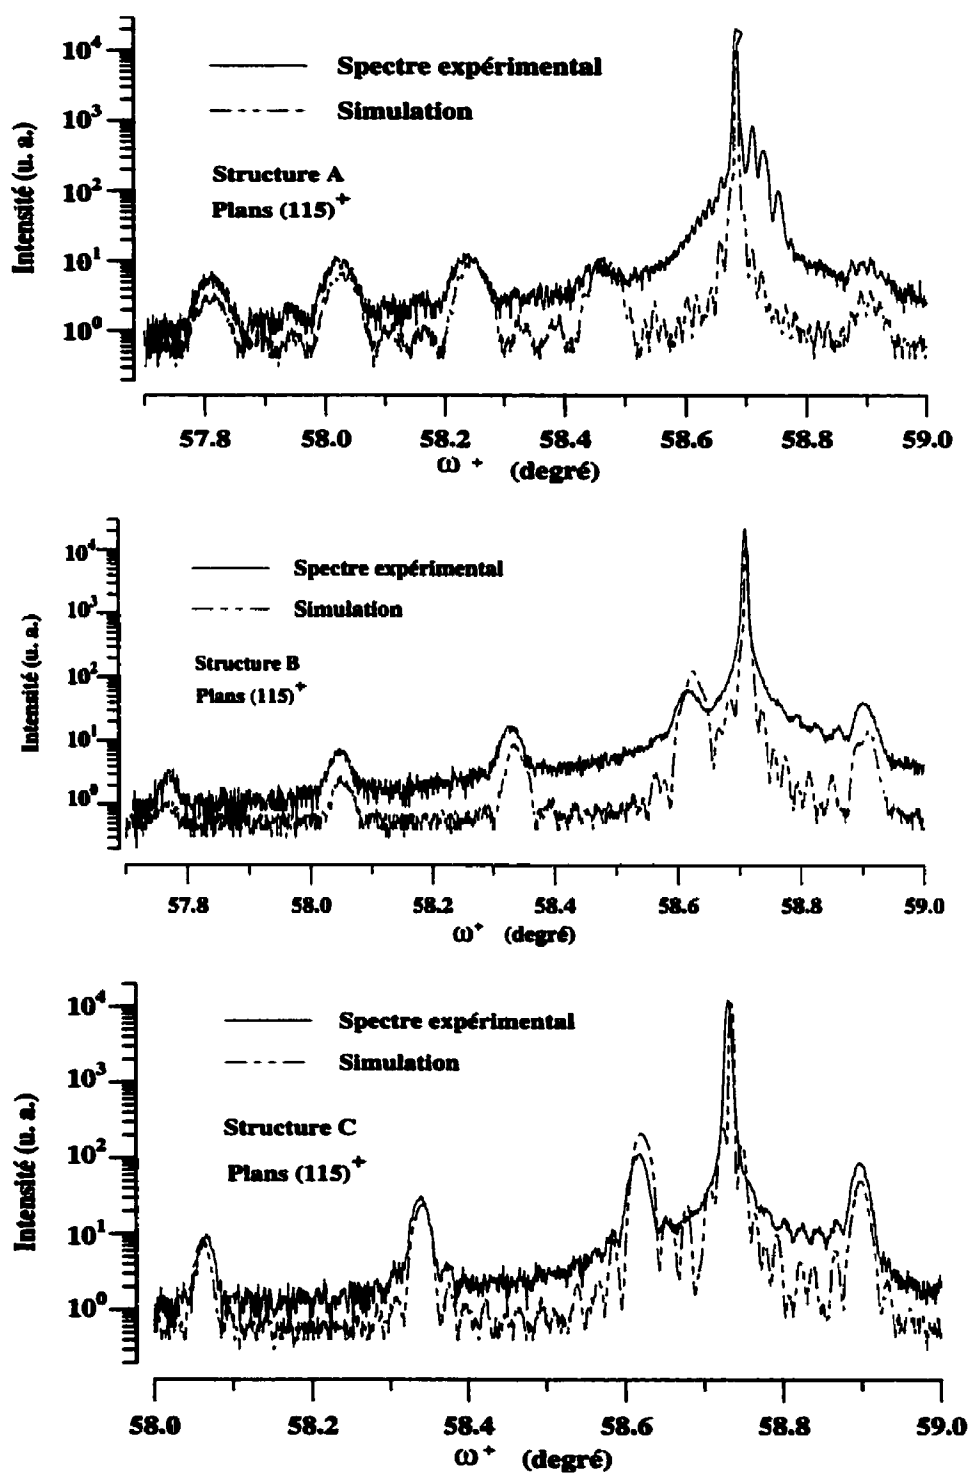 Intensité (u. a.)
10⁴
10³
10²
10¹
10⁰
Spectre expérimental
Simulation
Structure A
Plans (115)⁺
57.8 58.0 58.2 58.4 58.6 58.8 59.0
ω⁺ (degré)
Intensité (u. a.)
10⁴
10³
10²
10¹
10⁰
Spectre expérimental
Simulation
Structure B
Plans (115)⁺
57.8 58.0 58.2 58.4 58.6 58.8 59.0
ω⁺ (degré)
Intensité (u. a.)
10⁴
10³
10²
10¹
10⁰
Spectre expérimental
Simulation
Structure C
Plans (115)⁺
58.0 58.2 58.4 58.6 58.8 59.0
ω⁺ (degré)